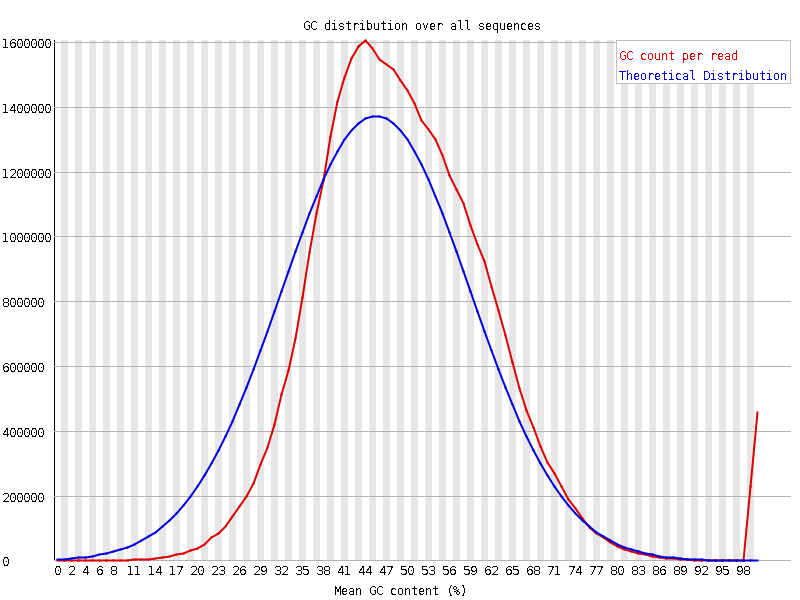 GC distribution over all sequences
GC count per read
Theoretical Distribution
1600000
1400000
1200000
1000000
800000
600000
400000
200000
0
0 2 4 6 8 11 14 17 20 23 26 29 32 35 38 41 44 47 50 53 56 59 62 65 68 71 74 77 80 83 86 89 92 95 98
Mean GC content (%)